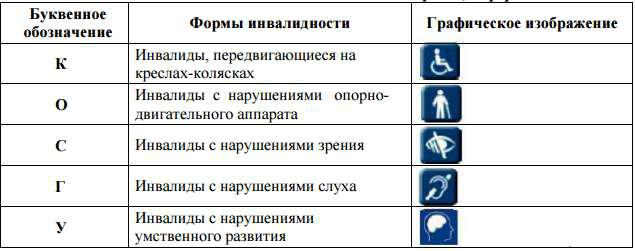 Буквенное обозначение
Формы инвалидности
Графическое изображение
К
Инвалиды, передвигающиеся на
креслах-колясках
О
Инвалиды с нарушениями опорно-
двигательного аппарата
С
Инвалиды с нарушениями зрения
Г
Инвалиды с нарушениями слуха
У
Инвалиды с нарушениями
умственного развития